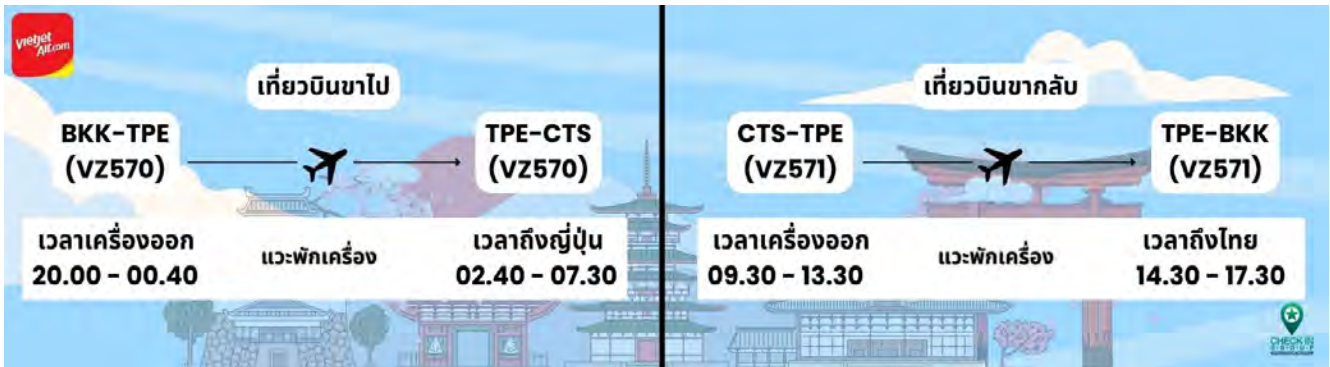 vietjet
Air.com
เที่ยวบินขาไป
BKK-TPE
(VZ570)
TPE-CTS
(VZ570)
เวลาเครื่องออก
20.00 - 00.40
แวะพักเครื่อง
เวลาถึงญี่ปุ่น
02.40 - 07.30
เที่ยวบินขากลับ
CTS-TPE
(VZ571)
TPE-BKK
(VZ571)
เวลาเครื่องออก
09.30 - 13.30
แวะพักเครื่อง
เวลาถึงไทย
14.30 - 17.30
CHECK IN